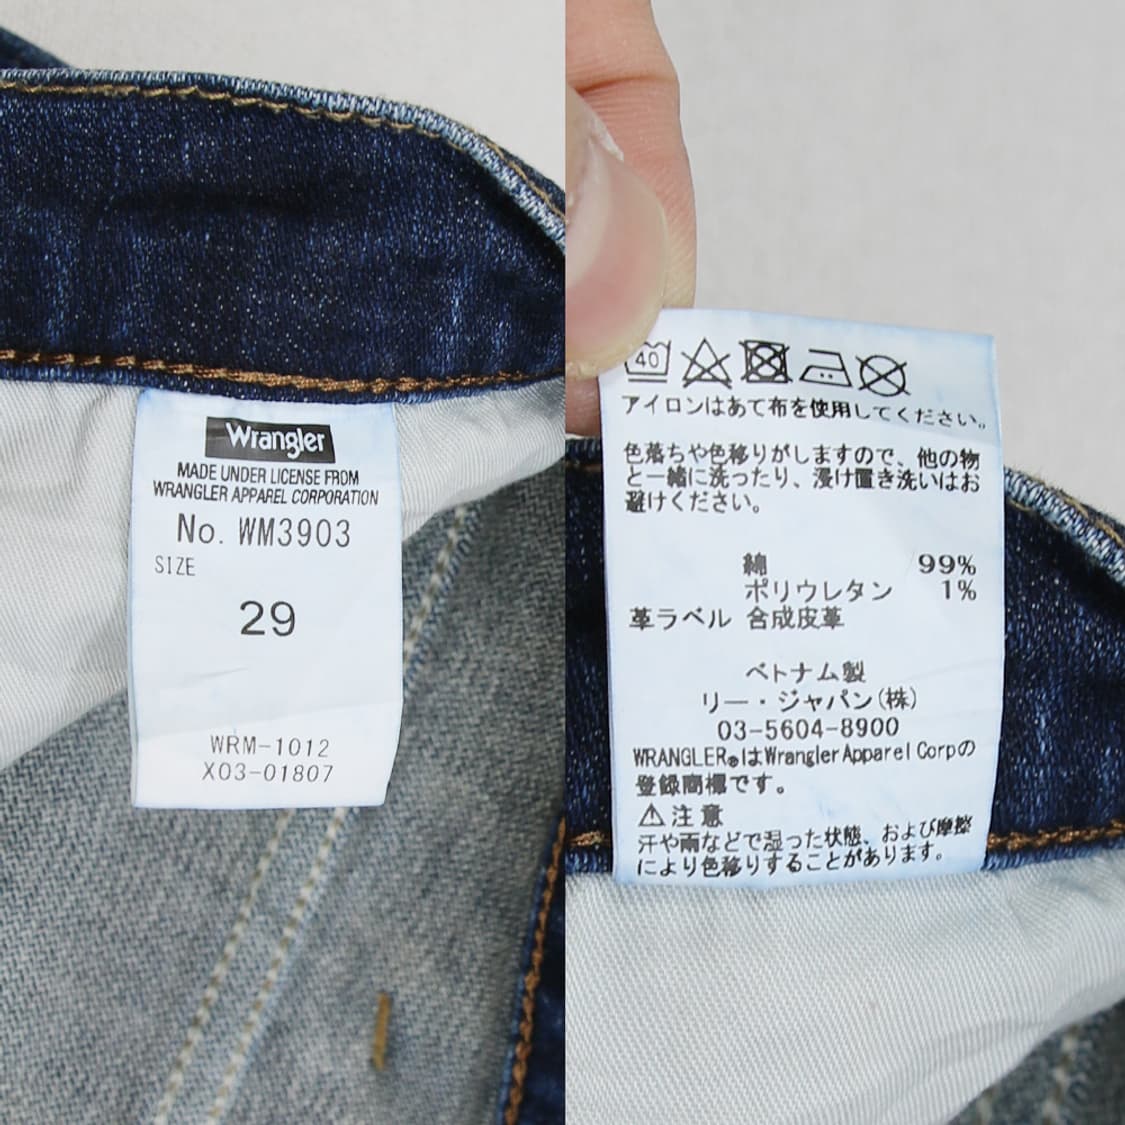 Wrangler
MADE UNDER LICENSE FROM
WRANGLER APPAREL CORPORATION
No. WM3903
SIZE
29
WRM-1012
X03-01807
40
アイロンはあて布を使用してください。
色落ちや色移りがしますので、他の物
と一緒に洗ったり、浸け置き洗いはお
避けください。
綿 99%
ポリウレタン 1%
革ラベル 合成皮革
ベトナム製
リー・ジャパン(株)
03-5604-8900
WRANGLER®はWrangler Apparel Corpの
登録商標です。
⚠注意
汗や雨などで湿った状態、および摩擦
により色移りすることがあります。